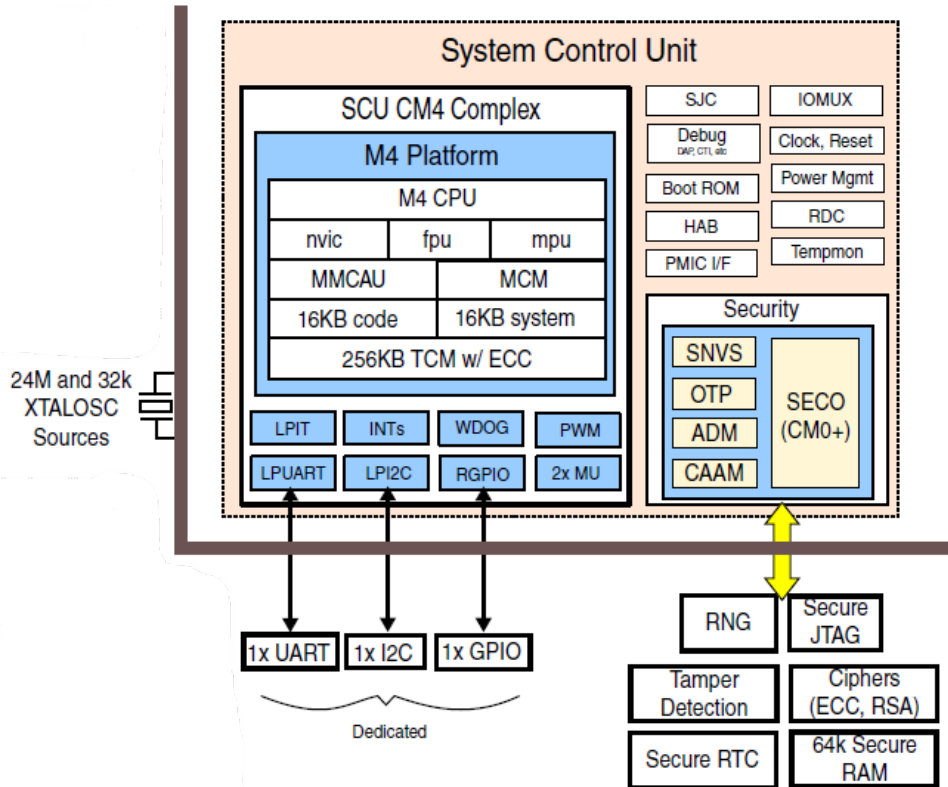 System Control Unit
SCU CM4 Complex
M4 Platform
M4 CPU
nvic
fpu
mpu
MMCAU
MCM
16KB code
16KB system
256KB TCM w/ ECC
LPIT
INTs
WDOG
PWM
LPUART
LPI2C
RGPIO
2x MU
SJC
IOMUX
Debug
DAP, CTI, etc
Clock, Reset
Boot ROM
Power Mgmt
HAB
RDC
PMIC I/F
Tempmon
Security
SNVS
OTP
ADM
CAAM
SECO
(CM0+)
24M and 32k
XTALOSC
Sources
1x UART
1x I2C
1x GPIO
Dedicated
RNG
Secure
JTAG
Tamper
Detection
Ciphers
(ECC, RSA)
Secure RTC
64k Secure
RAM